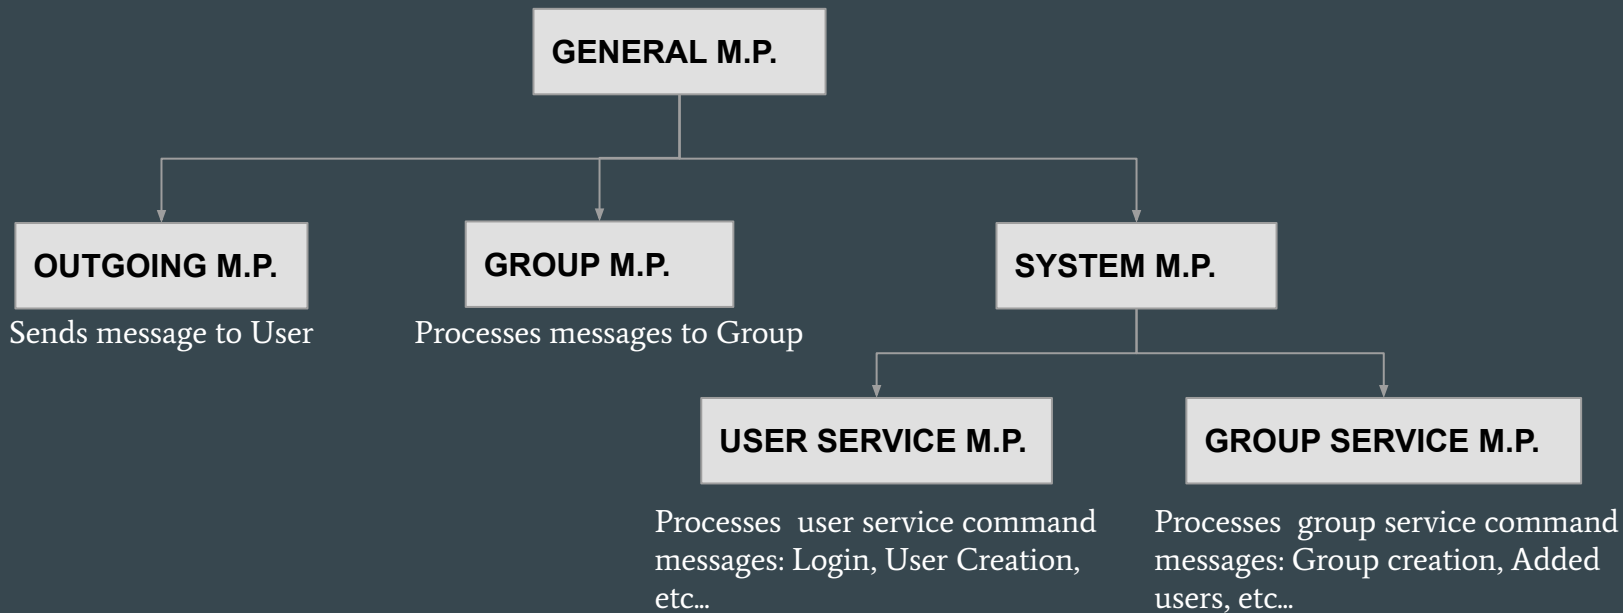 GENERAL M.P.
OUTGOING M.P.
GROUP M.P.
SYSTEM M.P.
Sends message to User
Processes messages to Group
USER SERVICE M.P.
GROUP SERVICE M.P.
Processes  user service command
messages: Login, User Creation,
etc...
Processes  group service command
messages: Group creation, Added
users, etc...